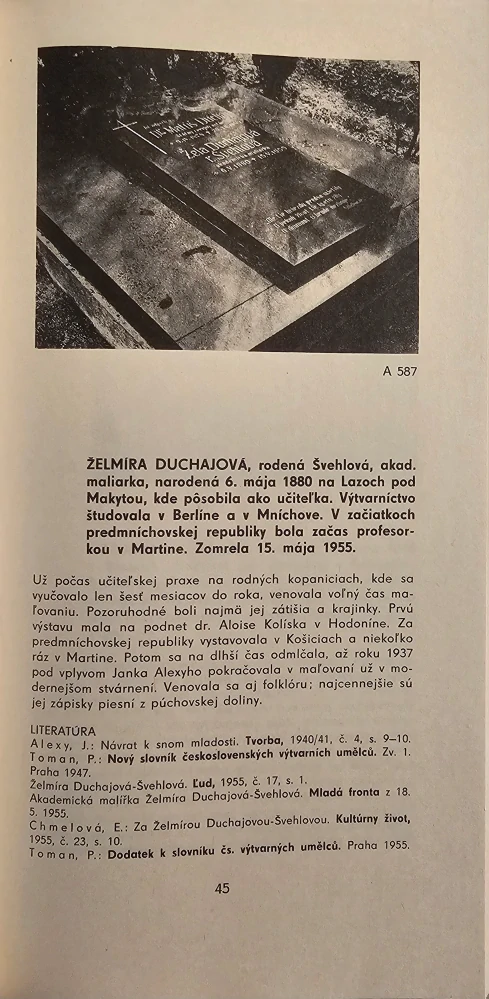 A 587
ŽELMÍRA DUCHAJOVÁ, rodená Švehlová, akad.
maliarka, narodená 6. mája 1880 na Lazoch pod
Makytou, kde pôsobila ako učiteľka. Výtvarníctvo
študovala v Berlíne a v Mníchove. V začiatkoch
predmníchovskej republiky bola začas profesor-
kou v Martine. Zomrela 15. mája 1955.
Už počas učiteľskej praxe na rodných kopaniciach, kde sa
vyučovalo len šesť mesiacov do roka, venovala voľný čas ma-
ľovaniu. Pozoruhodné boli najmä jej zátišia a krajinky. Prvú
výstavu mala na podnet dr. Aloise Kolíska v Hodoníne. Za
predmníchovskej republiky vystavovala v Košiciach a niekoľko
ráz v Martine. Potom sa na dlhší čas odmlčala, až roku 1937
pod vplyvom Janka Alexyho pokračovala v maľovaní už v mo-
dernejšom stvárnení. Venovala sa aj folklóru; najcennejšie sú
jej zápisky piesní z púchovskej doliny.
LITERATÚRA
Alexy, J.: Návrat k snom mladosti. Tvorba, 1940/41, č. 4, s. 9–10.
Toman, P.: Nový slovník československých výtvarních umělců. Zv. 1.
Praha 1947.
Želmíra Duchajová-Švehlová. Ľud, 1955, č. 17, s. 1.
Akademická malířka Želmíra Duchajová-Švehlová. Mladá fronta z 18.
5. 1955.
Chmelová, E.: Za Želmírou Duchajovou-Švehlovou. Kultúrny život,
1955, č. 23, s. 10.
Toman, P.: Dodatek k slovníku čs. výtvarných umělců. Praha 1955.
45